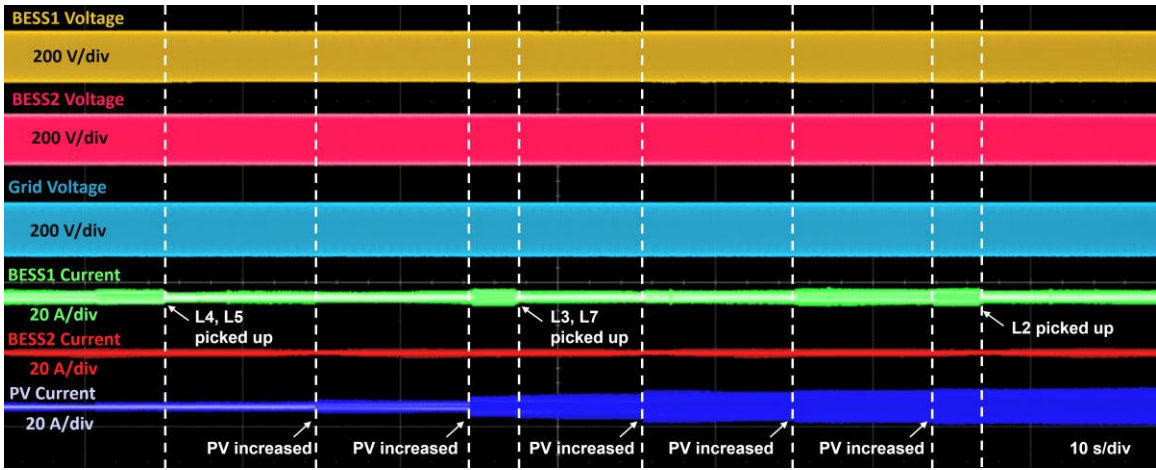 BESS1 Voltage
200 V/div
BESS2 Voltage
200 V/div
Grid Voltage
200 V/div
BESS1 Current
20 A/div
L4, L5
picked up
L3, L7
picked up
L2 picked up
BESS2 Current
20 A/div
PV Current
20 A/div
PV increased
PV increased
PV increased
PV increased
PV increased
10 s/div